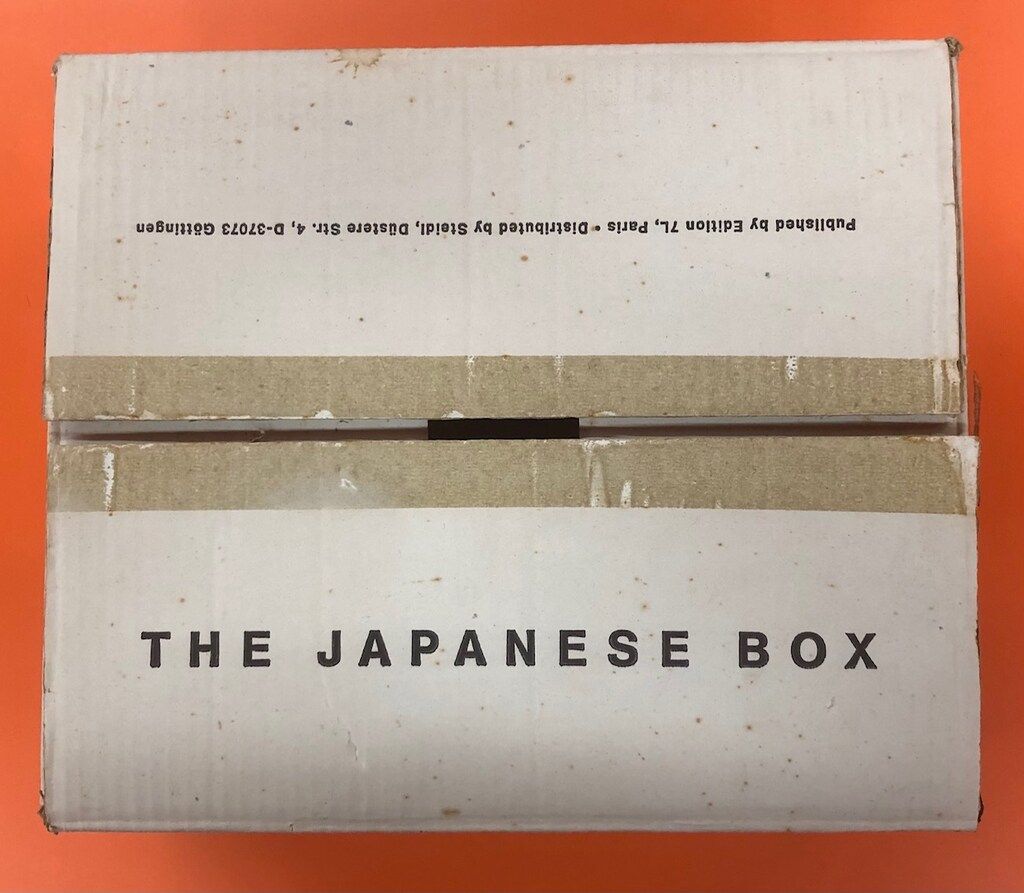 Published by Edition 7L, Paris • Distributed by Steidl, Düstere Str. 4, D-37073 Göttingen
THE JAPANESE BOX